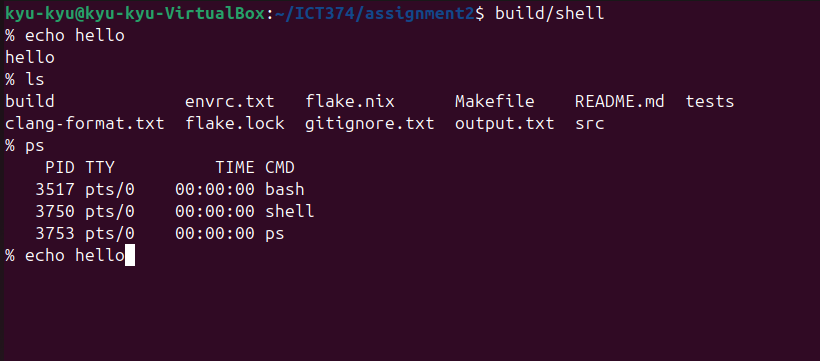 kyu-kyu@kyu-kyu-VirtualBox:~/ICT374/assignment2$ build/shell
% echo hello
hello
% ls
build             envrc.txt   flake.nix      Makefile    README.md  tests
clang-format.txt  flake.lock  gitignore.txt  output.txt  src
% ps
    PID TTY          TIME CMD
   3517 pts/0    00:00:00 bash
   3750 pts/0    00:00:00 shell
   3753 pts/0    00:00:00 ps
% echo hello